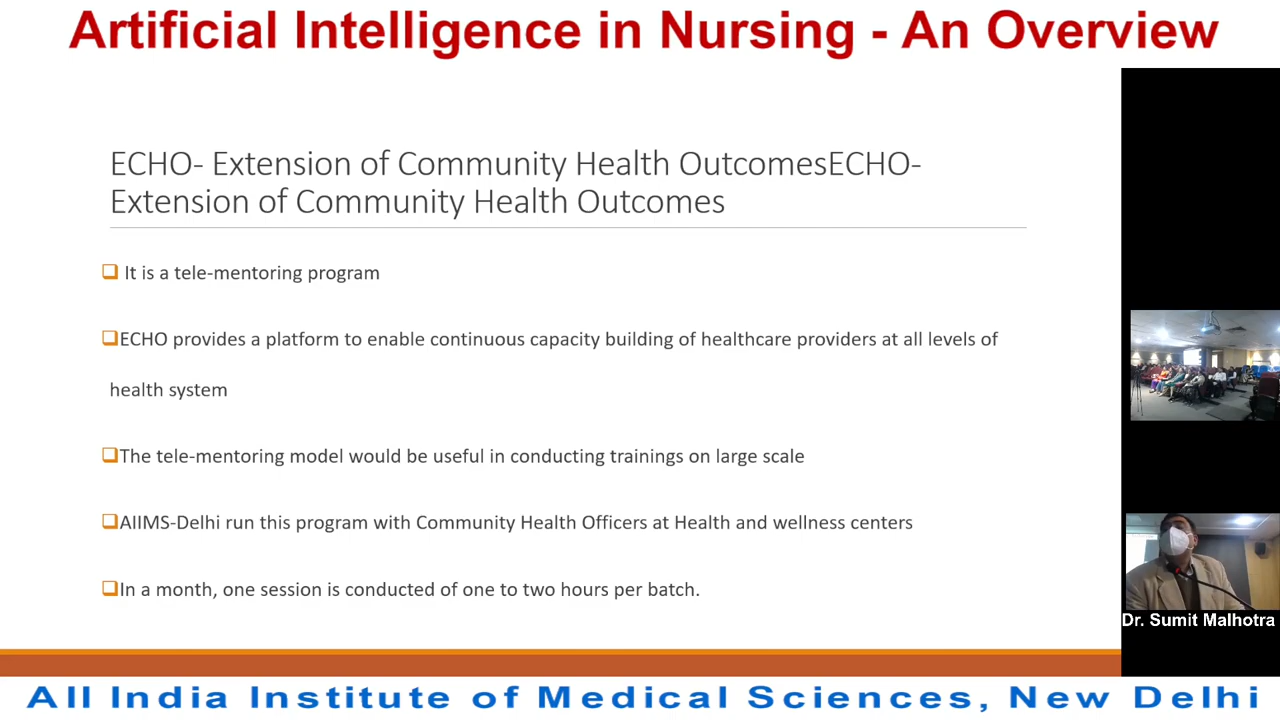 Artificial Intelligence in Nursing - An Overview
ECHO- Extension of Community Health OutcomesECHO-
Extension of Community Health Outcomes
It is a tele-mentoring program
ECHO provides a platform to enable continuous capacity building of healthcare providers at all levels of
health system
The tele-mentoring model would be useful in conducting trainings on large scale
AIIMS-Delhi run this program with Community Health Officers at Health and wellness centers
In a month, one session is conducted of one to two hours per batch.
Dr. Sumit Malhotra
All India Institute of Medical Sciences, New Delhi